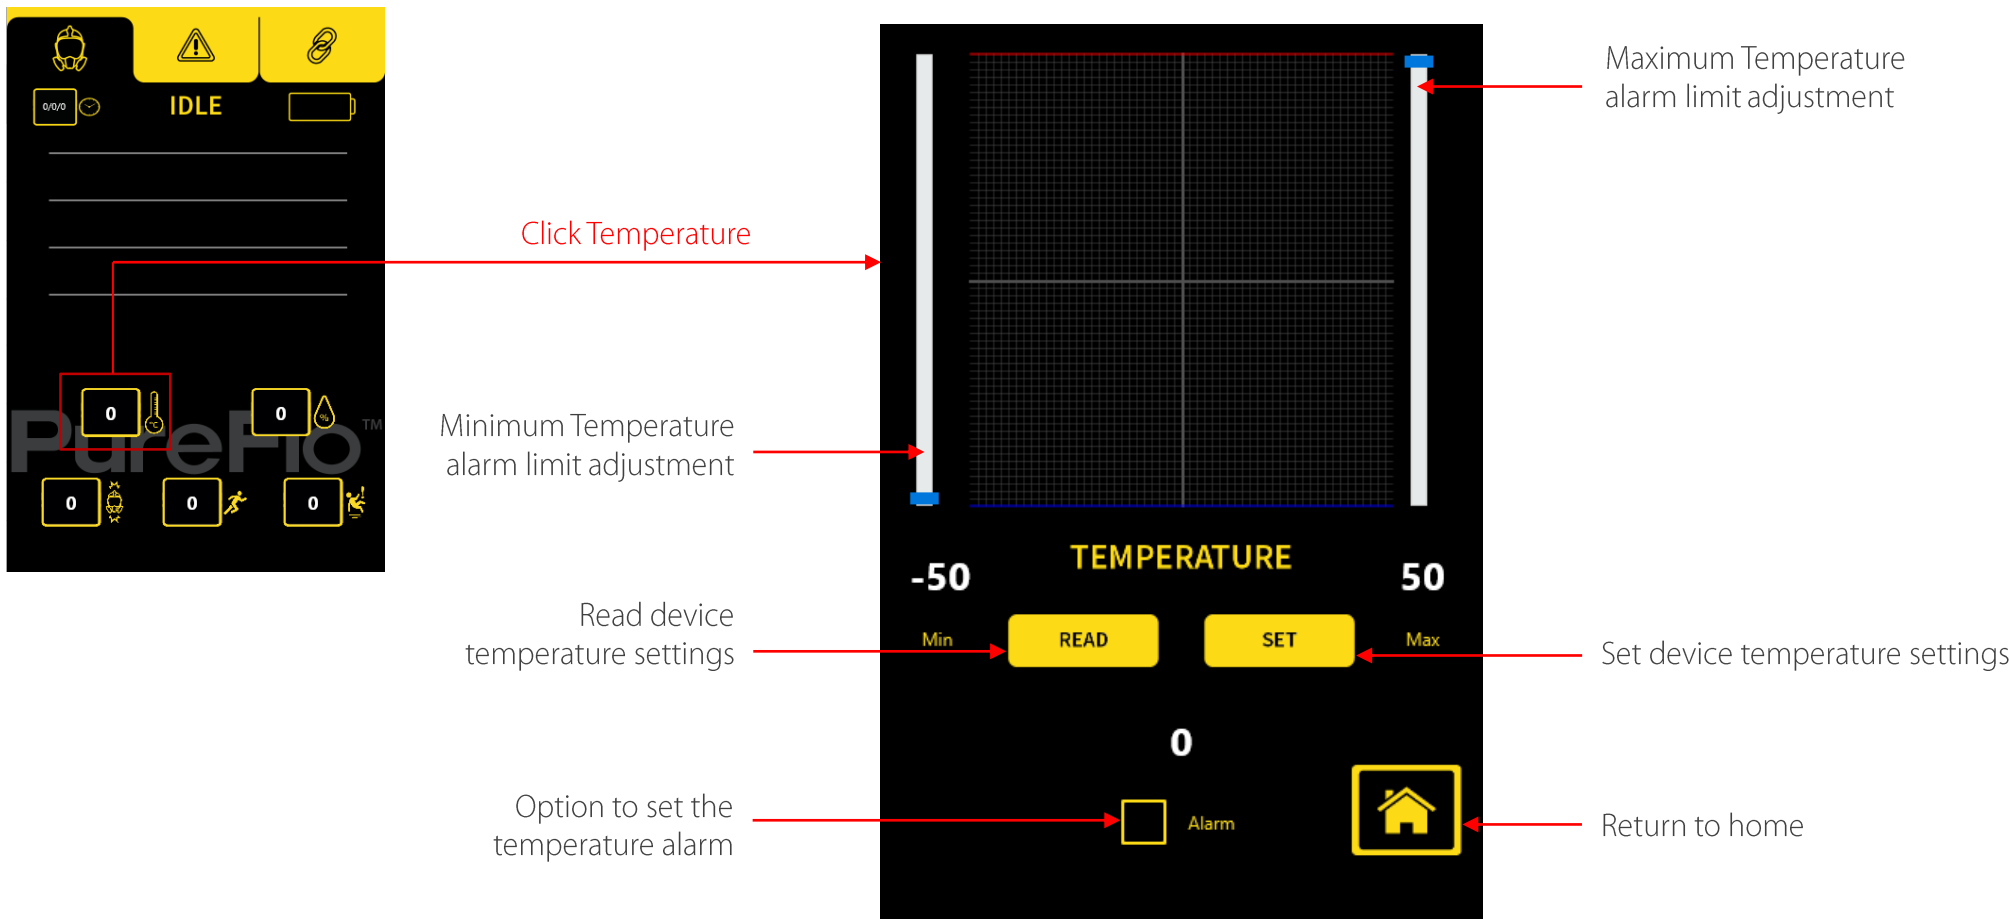 0/0/0
IDLE
0
°C
0
%
PureFlo™
0
0
0
Click Temperature
Maximum Temperature
alarm limit adjustment
Minimum Temperature
alarm limit adjustment
TEMPERATURE
-50
50
Min
READ
SET
Max
Read device
temperature settings
Set device temperature settings
0
Option to set the
temperature alarm
Alarm
Return to home